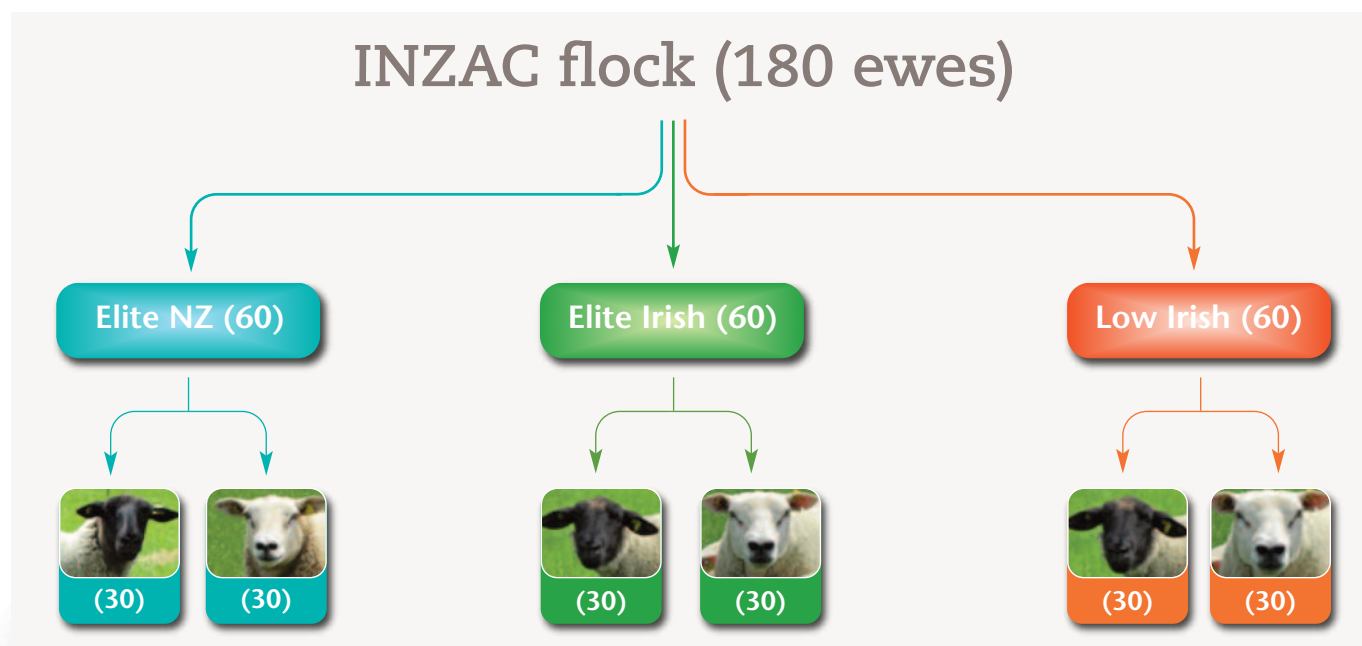 INZAC flock (180 ewes)
Elite NZ (60)
Elite Irish (60)
Low Irish (60)
(30)
(30)
(30)
(30)
(30)
(30)